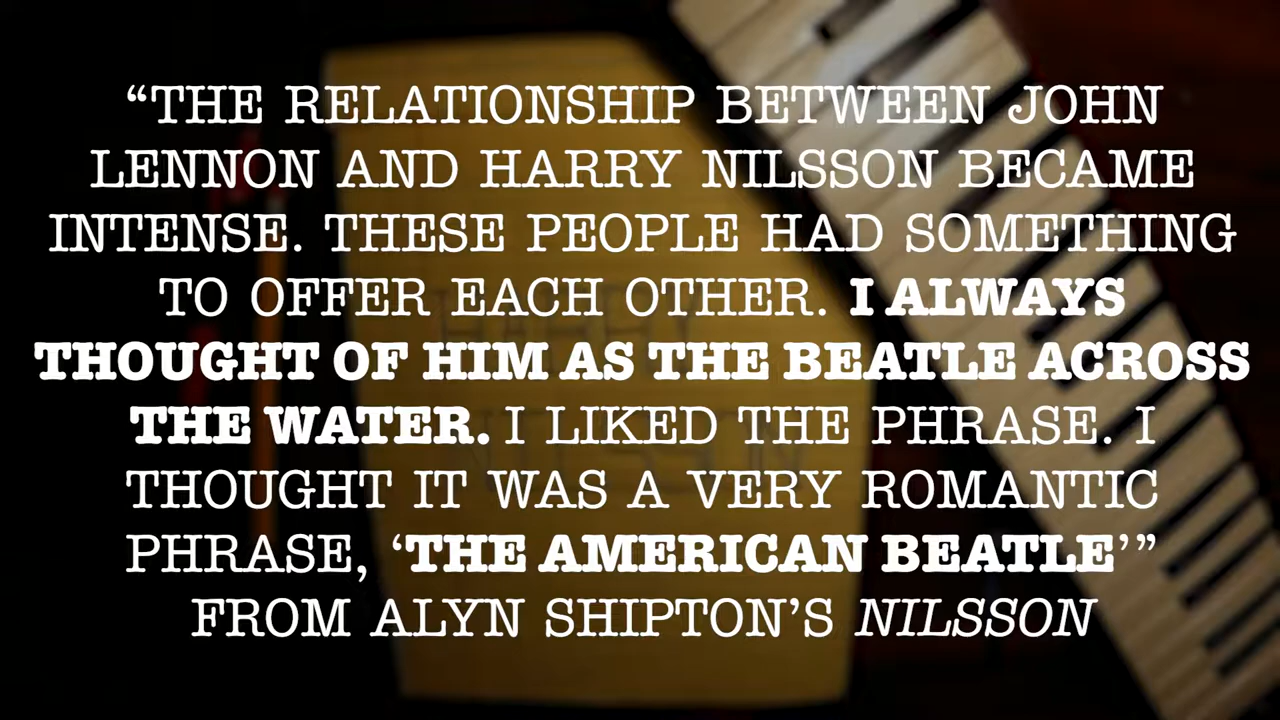 “THE RELATIONSHIP BETWEEN JOHN
LENNON AND HARRY NILSSON BECAME
INTENSE. THESE PEOPLE HAD SOMETHING
TO OFFER EACH OTHER. I ALWAYS
THOUGHT OF HIM AS THE BEATLE ACROSS
THE WATER. I LIKED THE PHRASE. I
THOUGHT IT WAS A VERY ROMANTIC
PHRASE, ‘THE AMERICAN BEATLE’”
FROM ALYN SHIPTON’S NILSSON